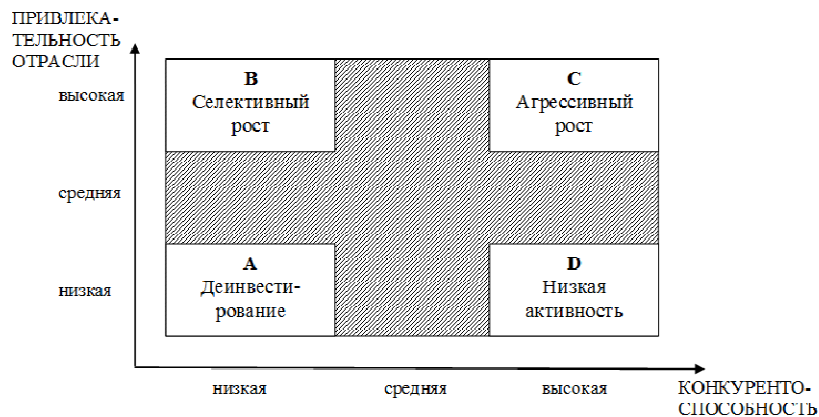 ПРИВЛЕКА-
ТЕЛЬНОСТЬ
ОТРАСЛИ
высокая
B
Селективный
рост
C
Агрессивный
рост
средняя
низкая
A
Деинвести-
рование
D
Низкая
активность
низкая
средняя
высокая
КОНКУРЕНТО-
СПОСОБНОСТЬ